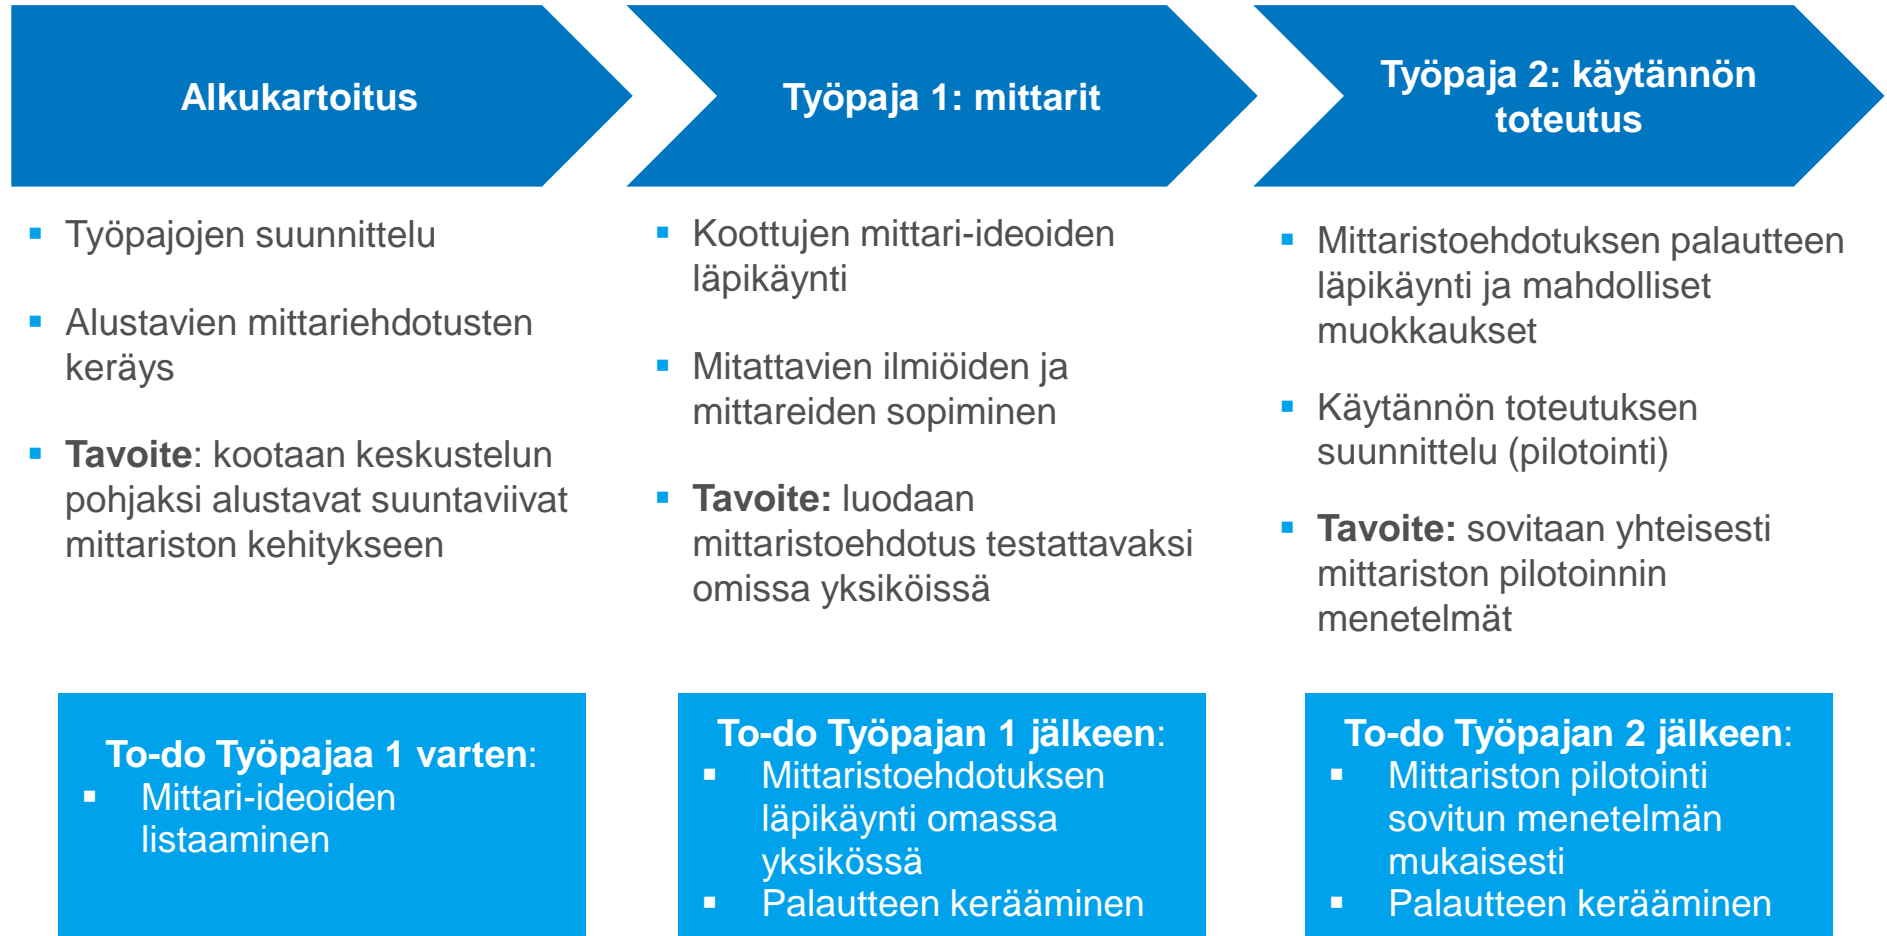 Alkukartoitus
Työpaja 1: mittarit
Työpaja 2: käytännön
toteutus
▪ Työpajojen suunnittelu
▪ Alustavien mittariehdotusten
keräys
▪ Tavoite: kootaan keskustelun
pohjaksi alustavat suuntaviivat
mittariston kehitykseen
▪ Koottujen mittari-ideoiden
läpikäynti
▪ Mitattavien ilmiöiden ja
mittareiden sopiminen
▪ Tavoite: luodaan
mittaristoehdotus testattavaksi
omissa yksiköissä
▪ Mittaristoehdotuksen palautteen
läpikäynti ja mahdolliset
muokkaukset
▪ Käytännön toteutuksen
suunnittelu (pilotointi)
▪ Tavoite: sovitaan yhteisesti
mittariston pilotoinnin
menetelmät
To-do Työpajaa 1 varten:
▪ Mittari-ideoiden
listaaminen
To-do Työpajan 1 jälkeen:
▪ Mittaristoehdotuksen
läpikäynti omassa
yksikössä
▪ Palautteen kerääminen
To-do Työpajan 2 jälkeen:
▪ Mittariston pilotointi
sovitun menetelmän
mukaisesti
▪ Palautteen kerääminen